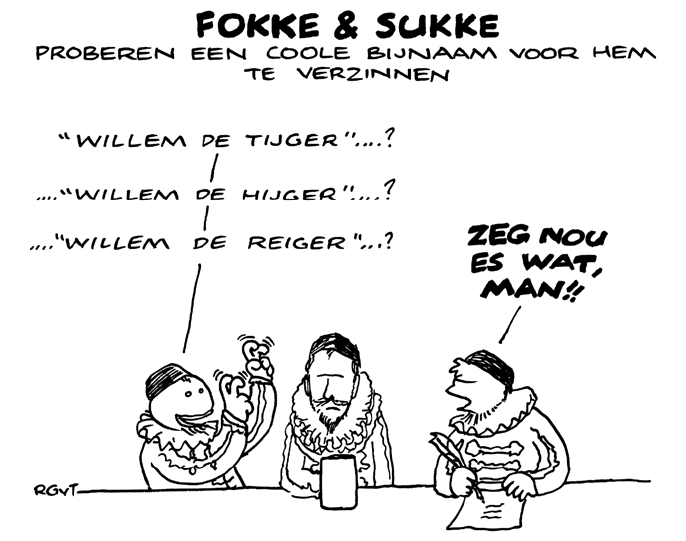 FOKKE & SUKKE
PROBEREN EEN COOLE BIJNAAM VOOR HEM
TE VERZINNEN
"WILLEM DE TIJGER"....?
...."WILLEM DE HIJGER"....?
...."WILLEM DE REIGER"...?
ZEG NOU
ES WAT,
MAN!!
RGvT